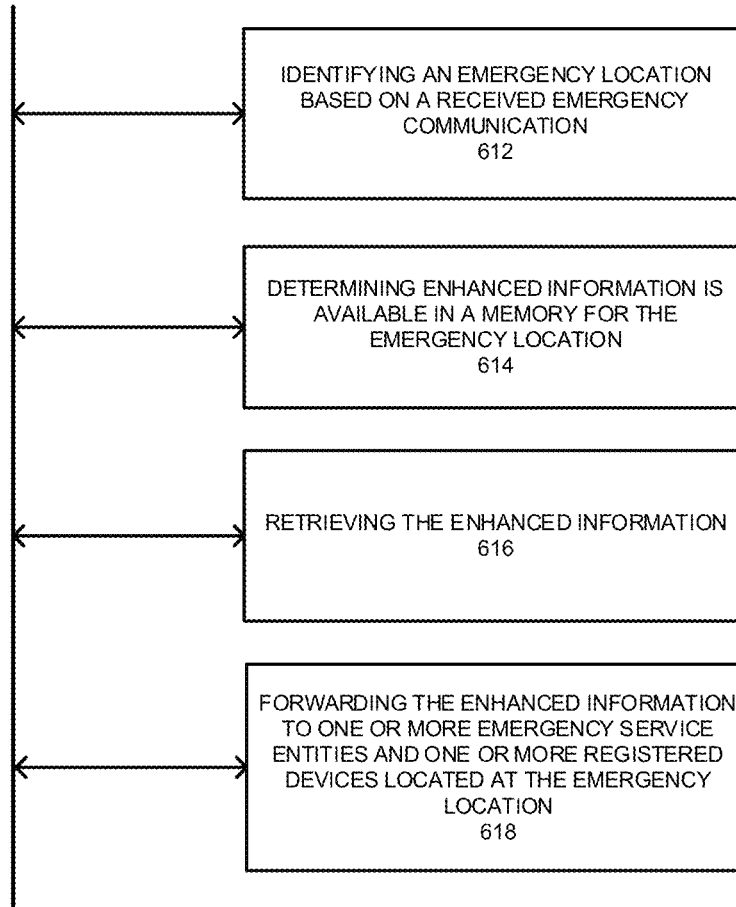 IDENTIFYING AN EMERGENCY LOCATION
BASED ON A RECEIVED EMERGENCY
COMMUNICATION
612
DETERMINING ENHANCED INFORMATION IS
AVAILABLE IN A MEMORY FOR THE
EMERGENCY LOCATION
614
RETRIEVING THE ENHANCED INFORMATION
616
FORWARDING THE ENHANCED INFORMATION
TO ONE OR MORE EMERGENCY SERVICE
ENTITIES AND ONE OR MORE REGISTERED
DEVICES LOCATED AT THE EMERGENCY
LOCATION
618